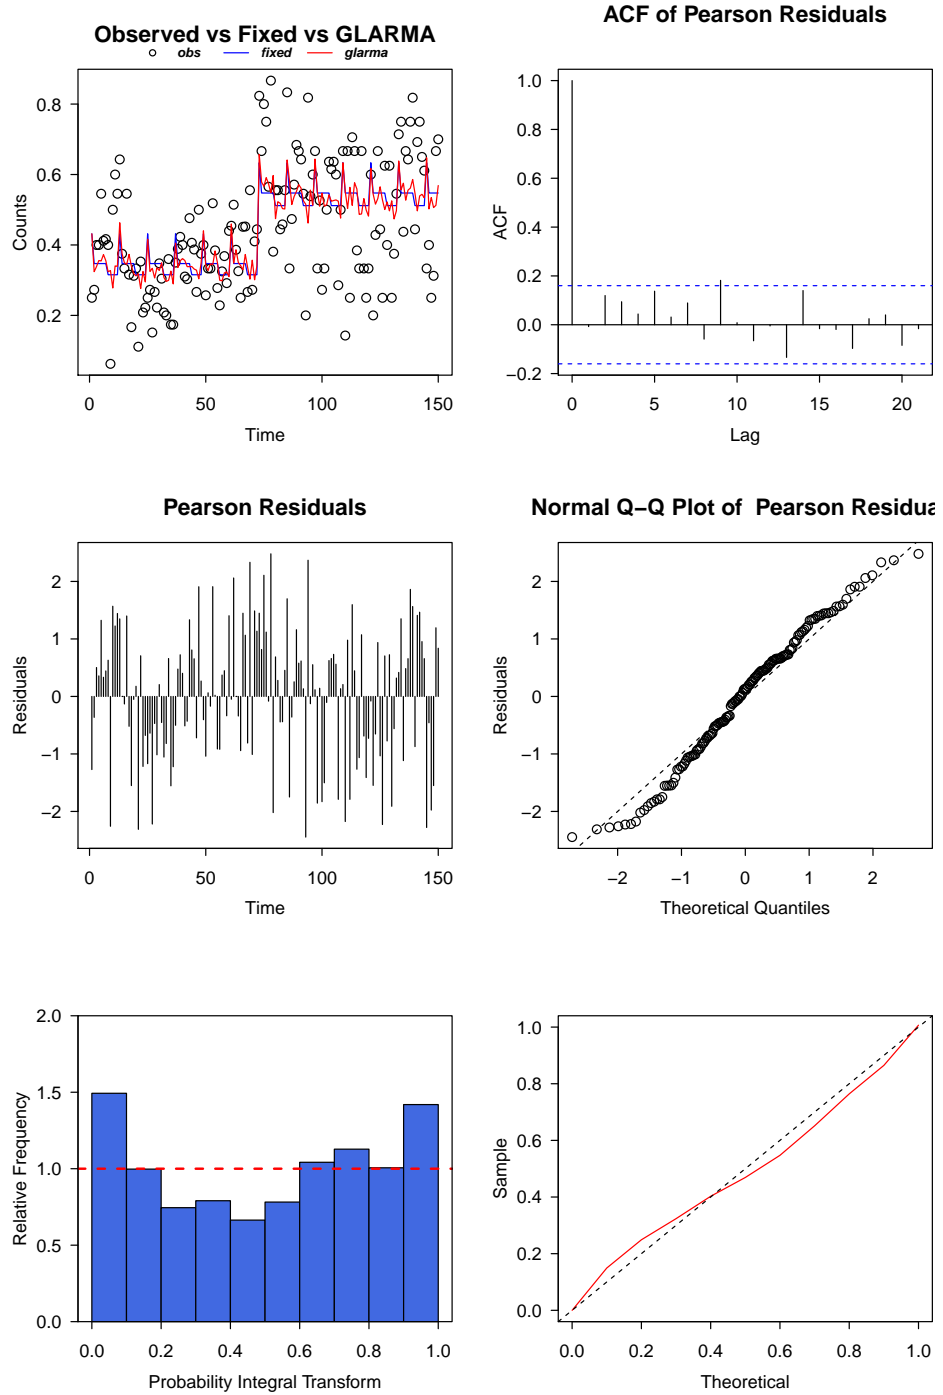 Observed vs Fixed vs GLARMA
obs fixed glarma
Counts
0.8
0.6
0.4
0.2
0 50 100 150
Time
ACF of Pearson Residuals
ACF
1.0
0.8
0.6
0.4
0.2
0.0
−0.2
0 5 10 15 20
Lag
Pearson Residuals
Residuals
2
1
0
−1
−2
0 50 100 150
Time
Normal Q−Q Plot of Pearson Residua
Residuals
2
1
0
−1
−2
−2 −1 0 1 2
Theoretical Quantiles
Relative Frequency
2.0
1.5
1.0
0.5
0.0
0.0 0.2 0.4 0.6 0.8 1.0
Probability Integral Transform
Sample
1.0
0.8
0.6
0.4
0.2
0.0
0.0 0.2 0.4 0.6 0.8 1.0
Theoretical